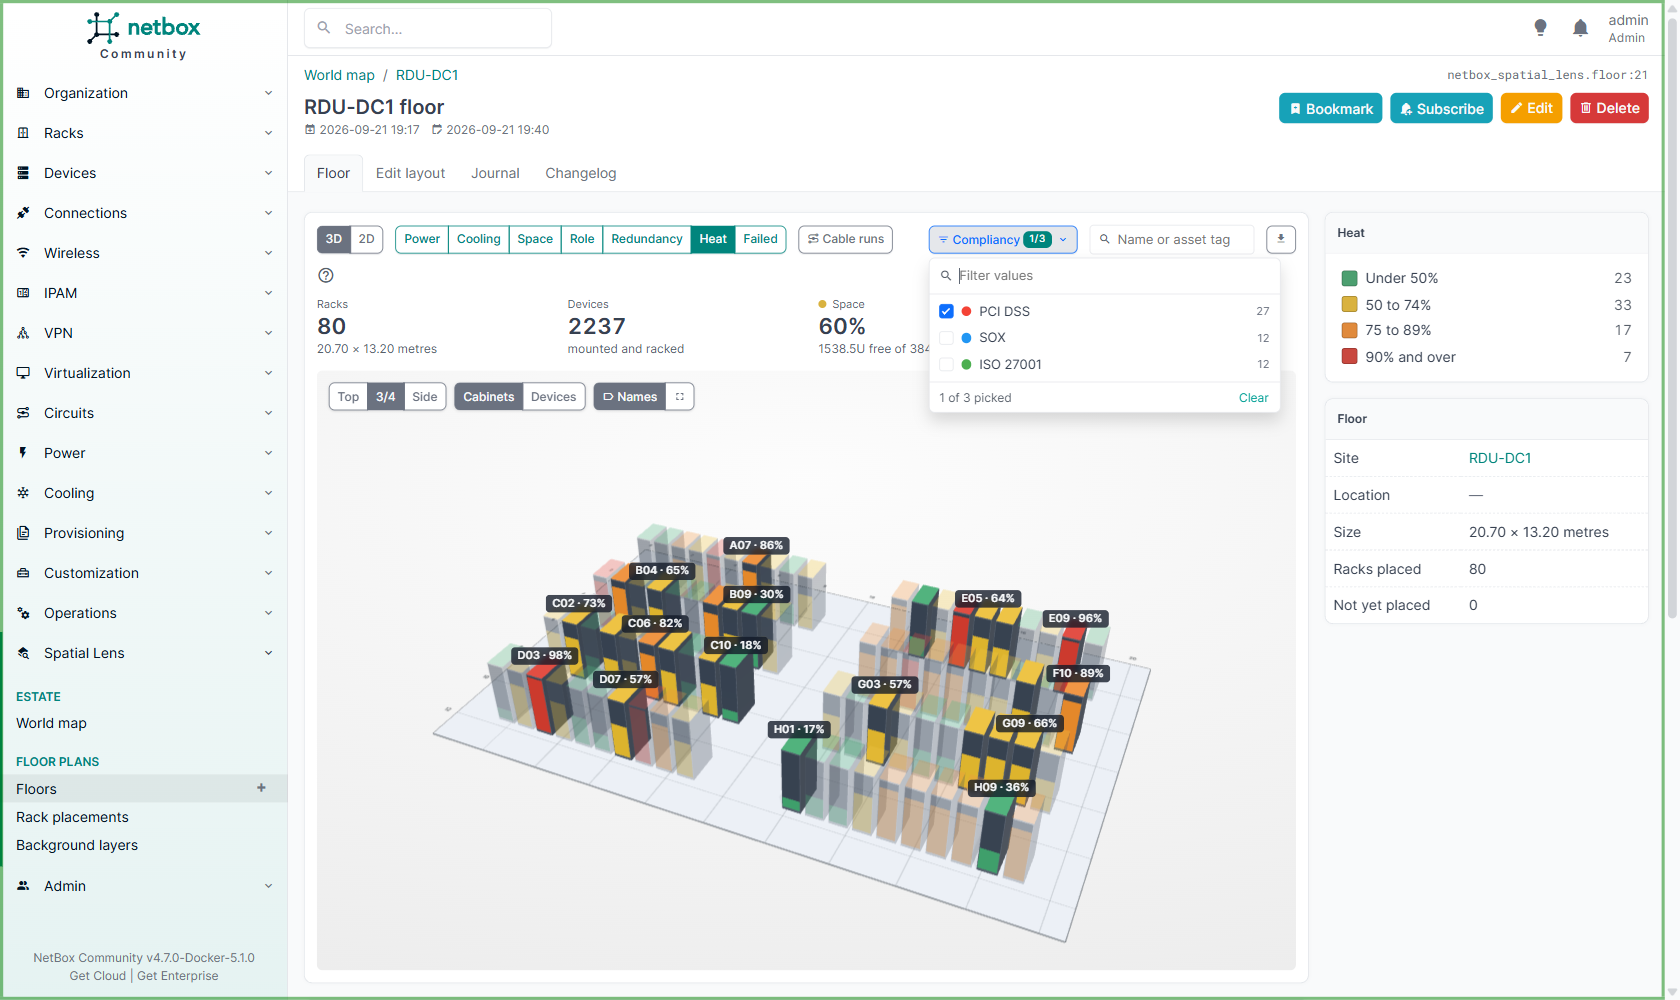 netbox
Community
Search...
admin
Admin
Organization
Racks
Devices
Connections
Wireless
IPAM
VPN
Virtualization
Circuits
Power
Cooling
Provisioning
Customization
Operations
Spatial Lens
ESTATE
World map
FLOOR PLANS
Floors
Rack placements
Background layers
Admin
NetBox Community v4.7.0-Docker-5.1.0
Get Cloud | Get Enterprise
World map / RDU-DC1
netbox_spatial_lens.floor:21
RDU-DC1 floor
2026-09-21 19:17 2026-09-21 19:40
Bookmark Subscribe Edit Delete
Floor Edit layout Journal Changelog
3D 2D Power Cooling Space Role Redundancy Heat Failed Cable runs Compliancy 1/3 Name or asset tag
Filter values
PCI DSS 27
SOX 12
ISO 27001 12
1 of 3 picked Clear
Racks
80
20.70 × 13.20 metres
Devices
2237
mounted and racked
Space
60%
1538.5U free of 384
Top 3/4 Side Cabinets Devices Names
A07 · 86%
B04 · 65%
B09 · 30%
C02 · 73%
C06 · 82%
C10 · 18%
D03 · 98%
D07 · 57%
E05 · 64%
E09 · 96%
F10 · 89%
G03 · 57%
G09 · 66%
H01 · 17%
H09 · 36%
Heat
Under 50% 23
50 to 74% 33
75 to 89% 17
90% and over 7
Floor
Site RDU-DC1
Location —
Size 20.70 × 13.20 metres
Racks placed 80
Not yet placed 0